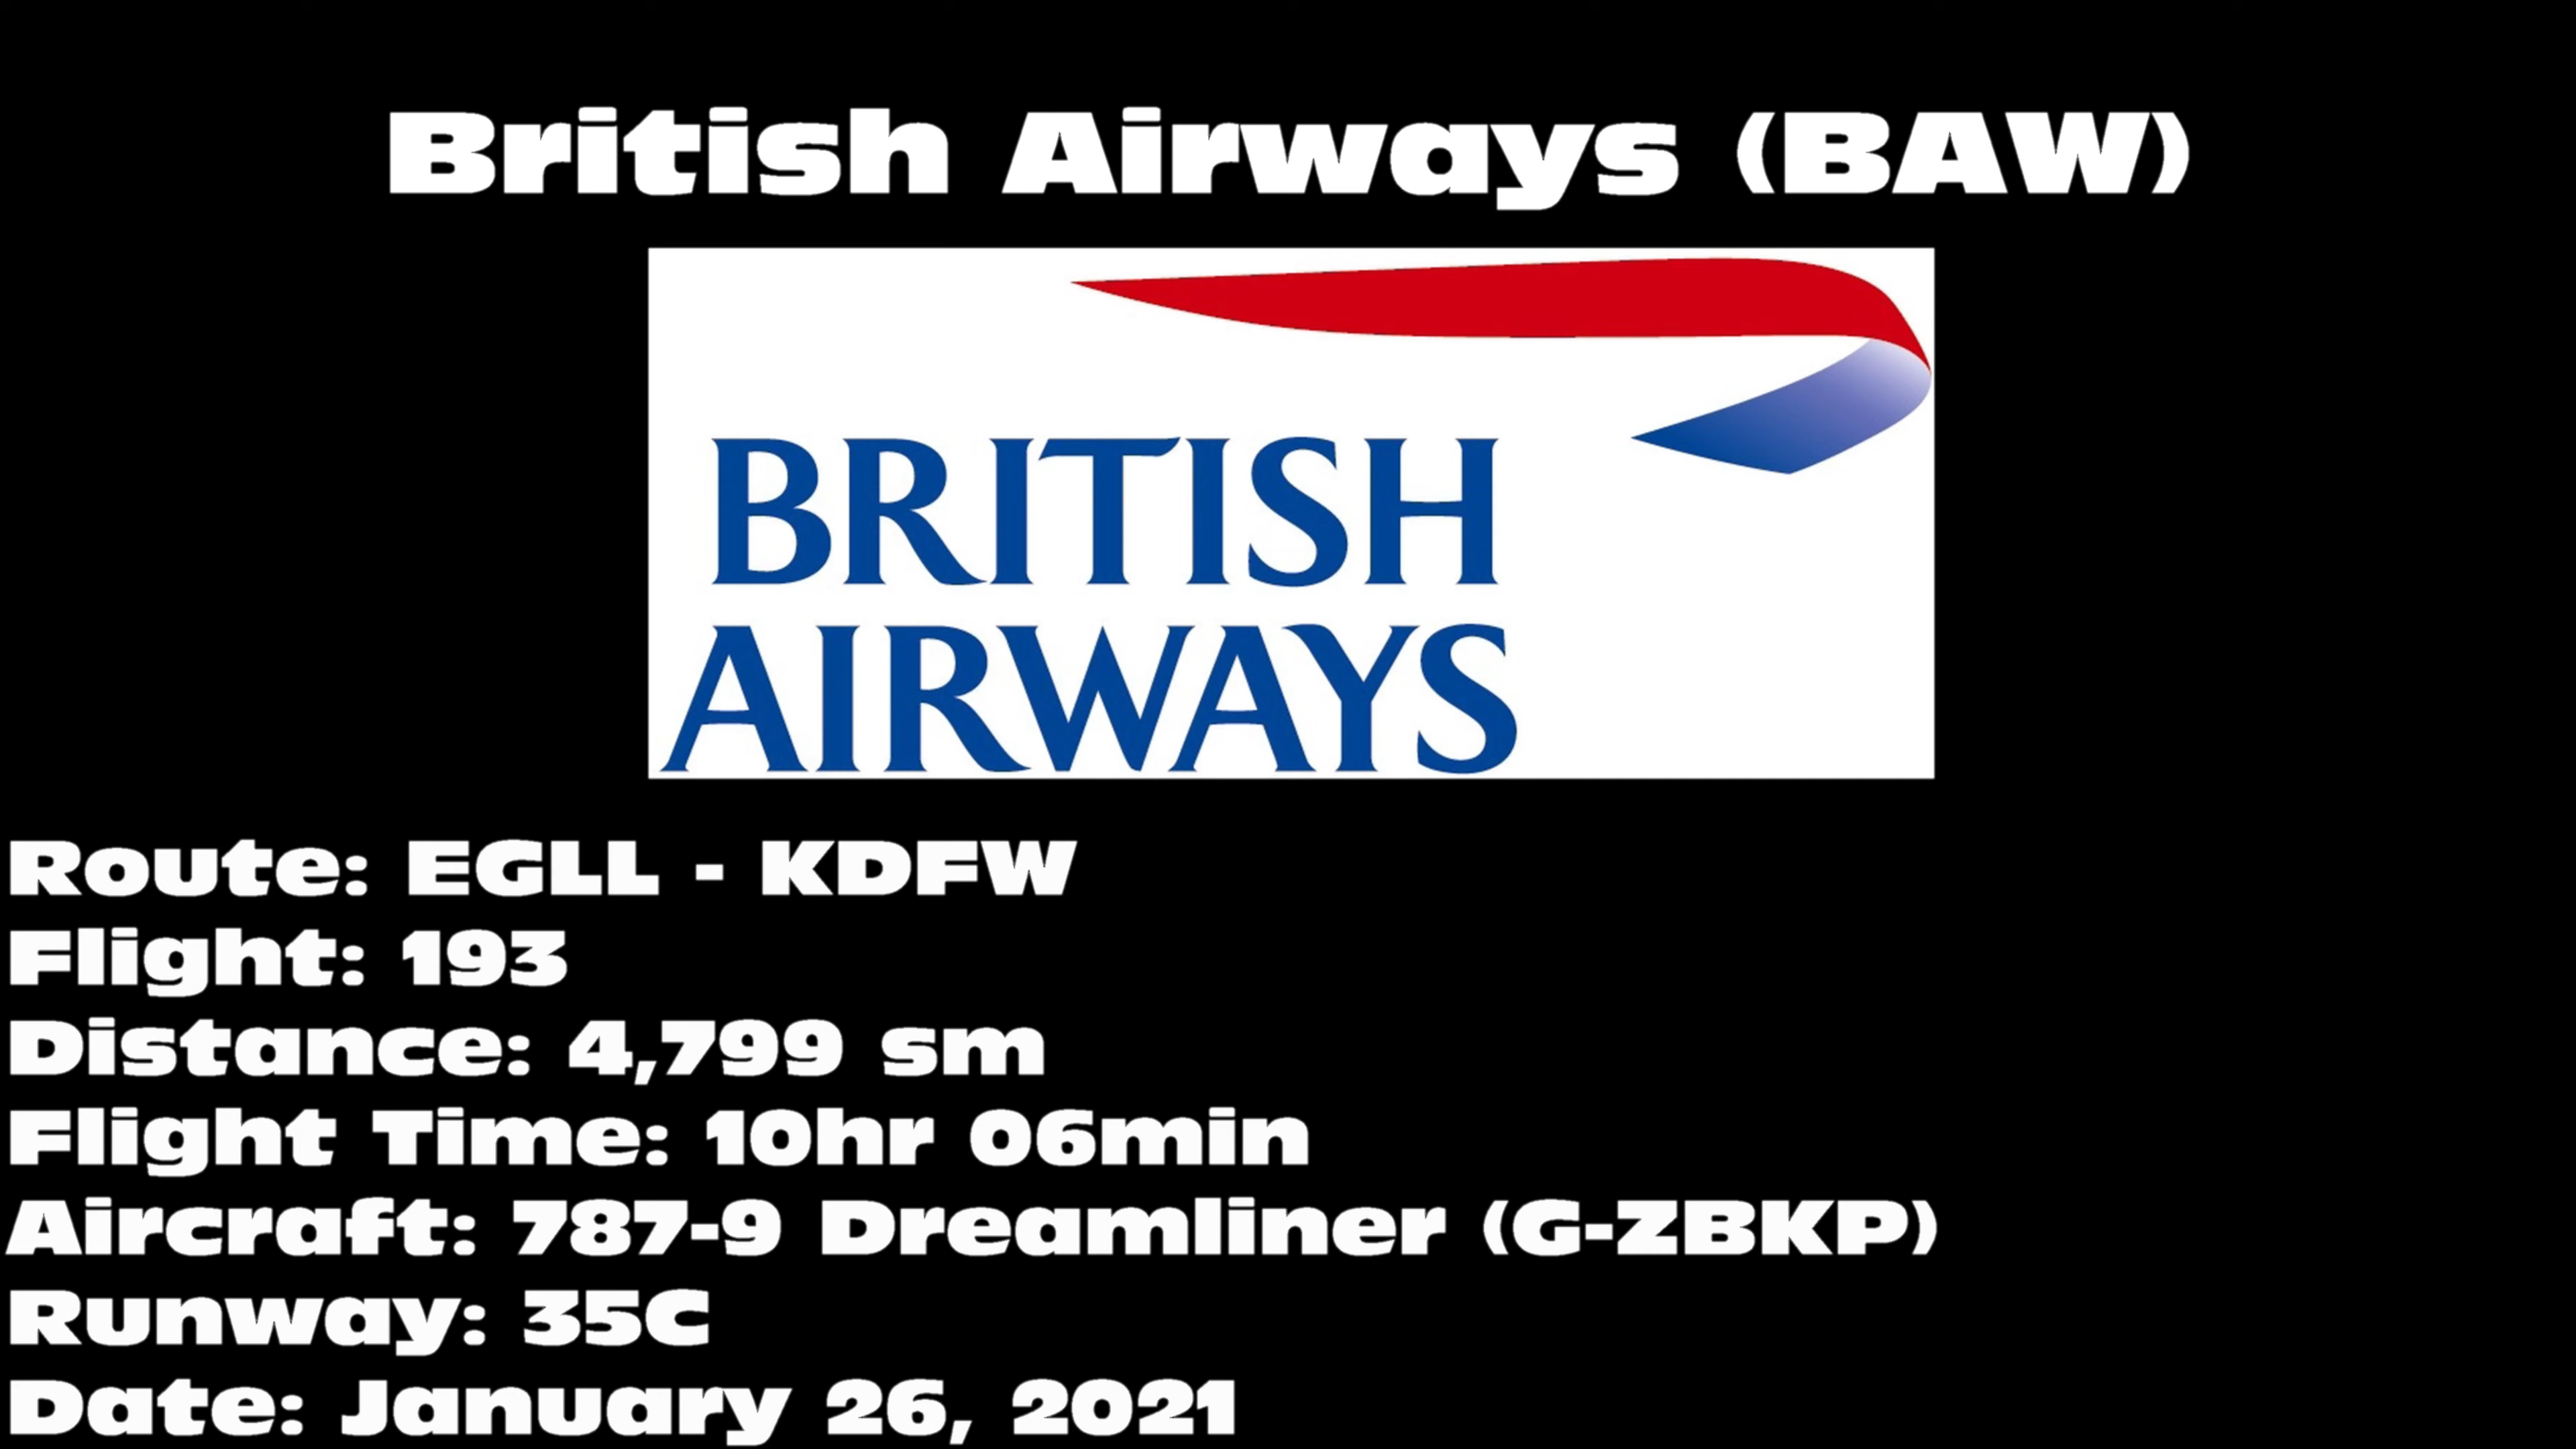 British Airways (BAW)
BRITISH
AIRWAYS
Route: EGLL - KDFW
Flight: 193
Distance: 4,799 sm
Flight Time: 10hr 06min
Aircraft: 787-9 Dreamliner (G-ZBKP)
Runway: 35C
Date: January 26, 2021